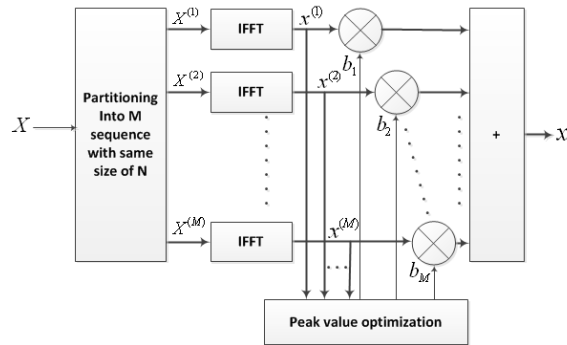 X^{(1)} IFFT x^{(1)}
b_1
X^{(2)} IFFT x^{(2)}
b_2
X
Partitioning
Into M
sequence
with same
size of N
+
x
X^{(M)} IFFT x^{(M)}
b_M
Peak value optimization